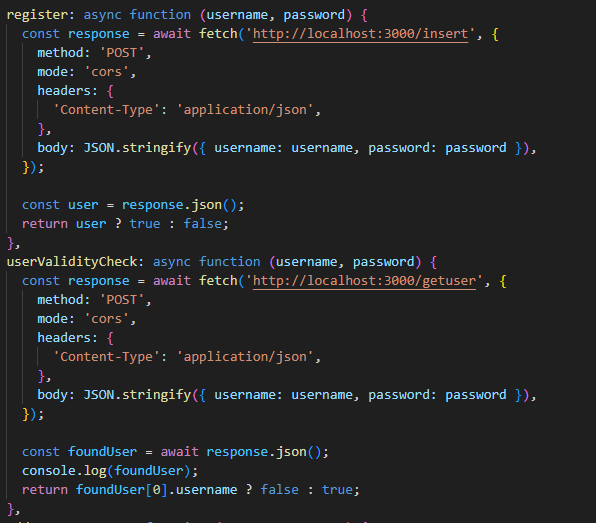 register: async function (username, password) {
  const response = await fetch('http://localhost:3000/insert', {
    method: 'POST',
    mode: 'cors',
    headers: {
      'Content-Type': 'application/json',
    },
    body: JSON.stringify({ username: username, password: password }),
  });

  const user = response.json();
  return user ? true : false;
},
userValidityCheck: async function (username, password) {
  const response = await fetch('http://localhost:3000/getuser', {
    method: 'POST',
    mode: 'cors',
    headers: {
      'Content-Type': 'application/json',
    },
    body: JSON.stringify({ username: username, password: password }),
  });

  const foundUser = await response.json();
  console.log(foundUser);
  return foundUser[0].username ? false : true;
},